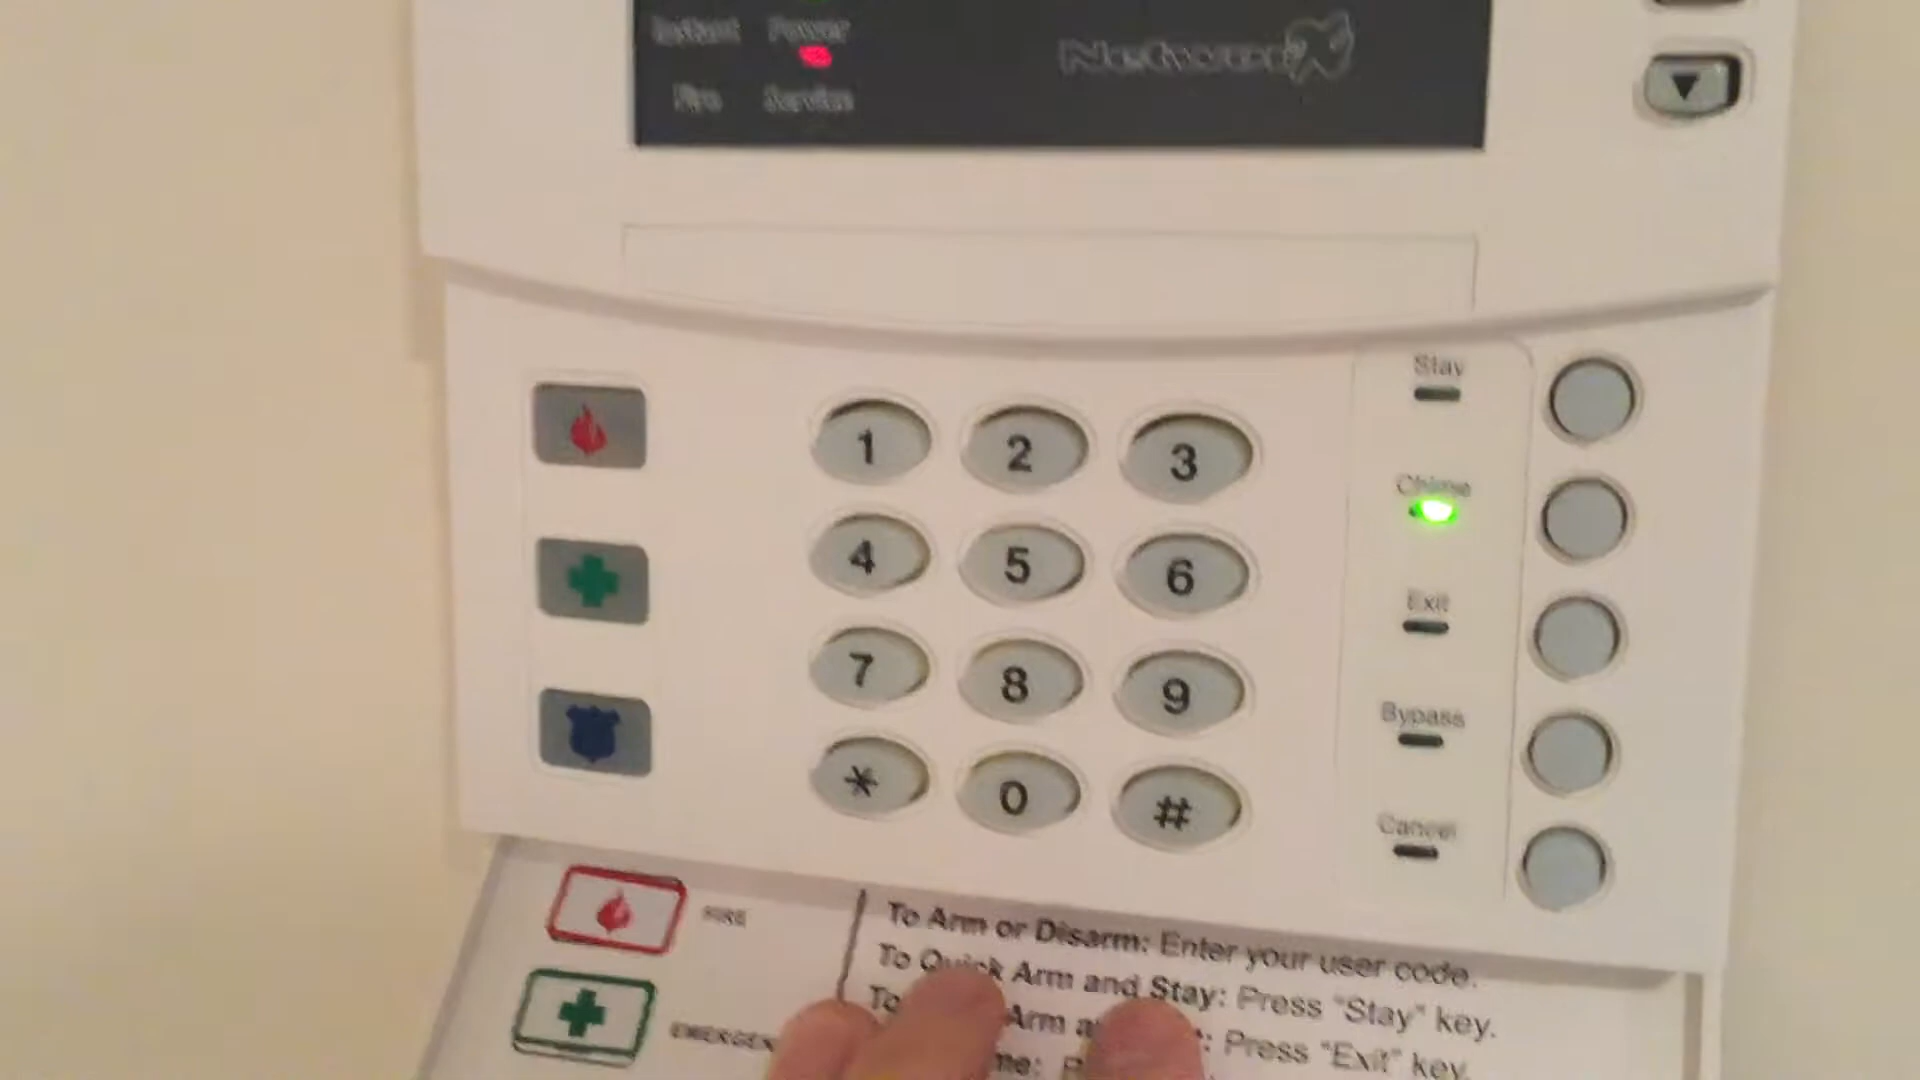 Instant Power
NetworX
Fire Service
Stay
1 2 3
Chime
4 5 6
Exit
7 8 9
Bypass
* 0 #
Cancel
FIRE
To Arm or Disarm: Enter your user code.
To Quick Arm and Stay: Press "Stay" key.
To Arm Press "Exit" key.